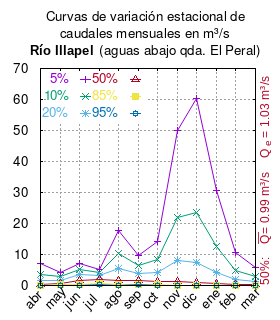 Curvas de variación estacional de
caudales mensuales en m³/s
Río Illapel (aguas abajo qda. El Peral)
70
60
50
40
30
20
10
0
5% 50%
10% 85%
20% 95%
abr may jun jul ago sep oct nov dic ene feb mar
50%: Q=0.99 m³/s Q e = 1.03 m³/s